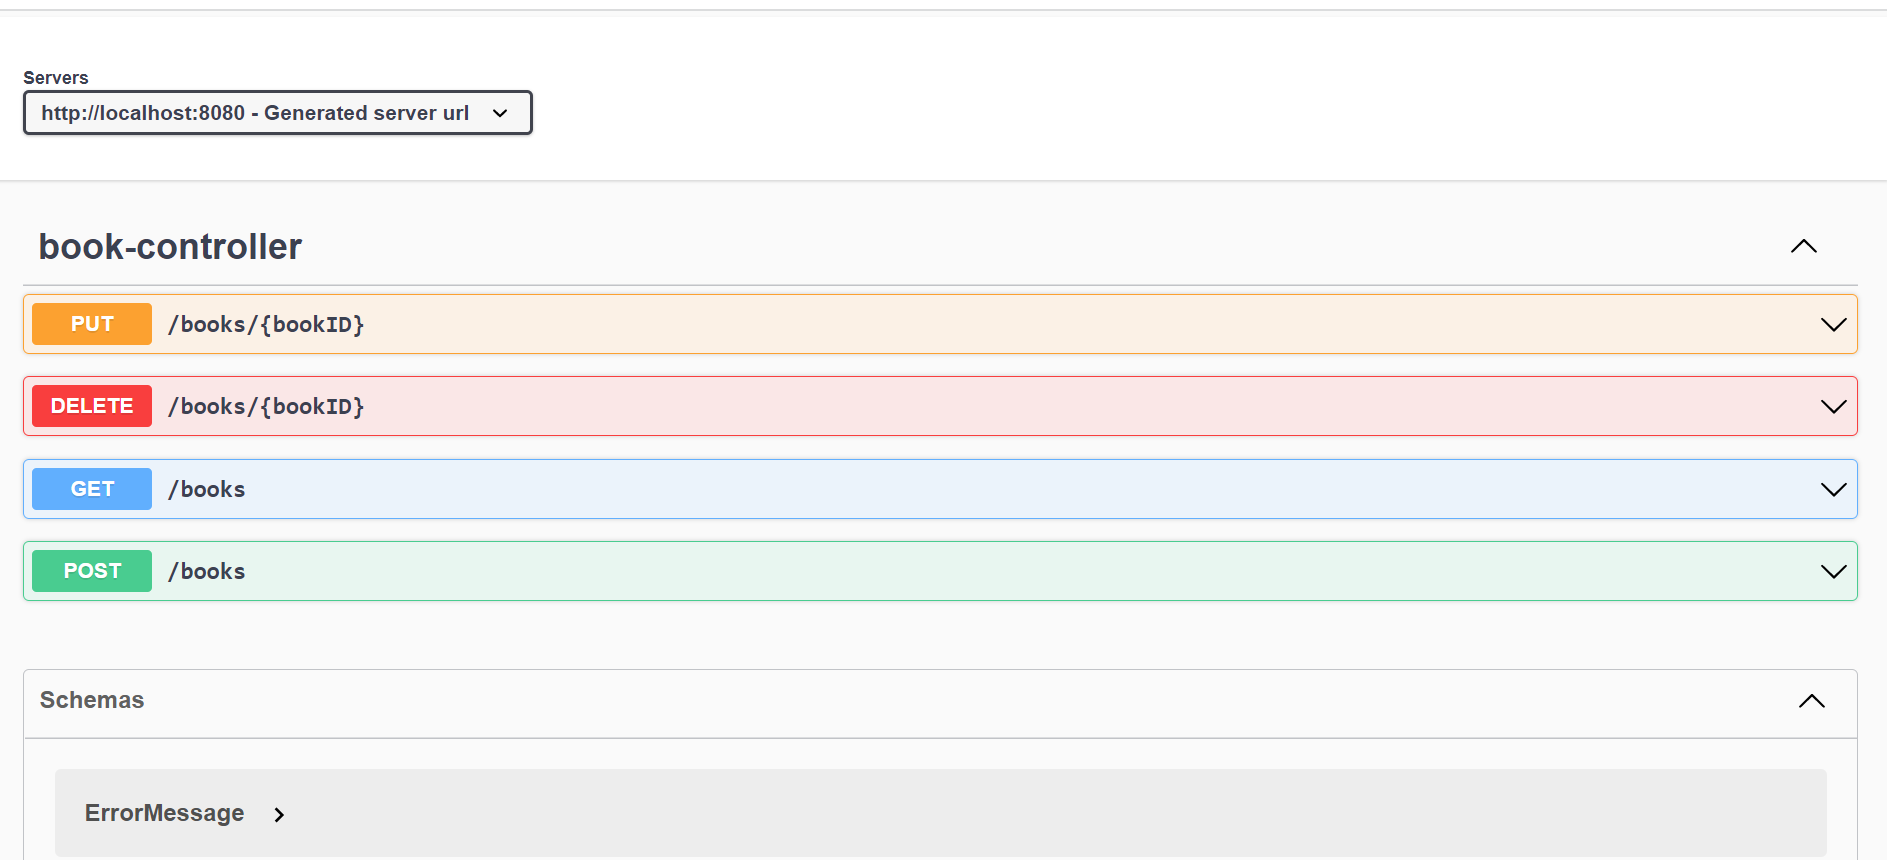 Servers
http://localhost:8080 - Generated server url
book-controller
PUT /books/{bookID}
DELETE /books/{bookID}
GET /books
POST /books
Schemas
ErrorMessage